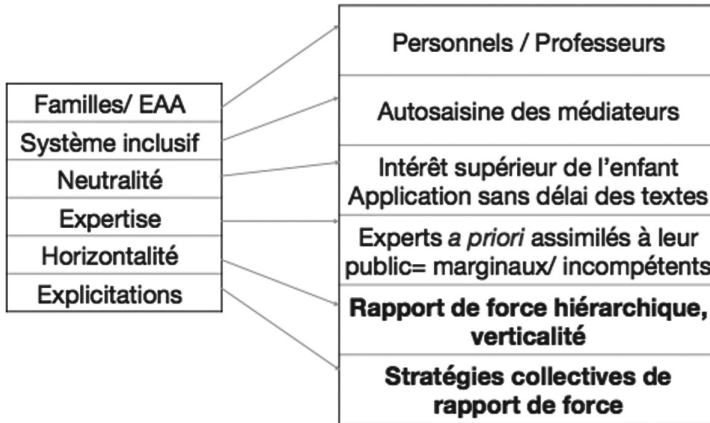 Familles/ EAA
Système inclusif
Neutralité
Expertise
Horizontalité
Explicitations
Personnels / Professeurs
Autosaisine des médiateurs
Intérêt supérieur de l'enfant
Application sans délai des textes
Experts a priori assimilés à leur
public= marginaux/ incompétents
Rapport de force hiérarchique,
verticalité
Stratégies collectives de
rapport de force